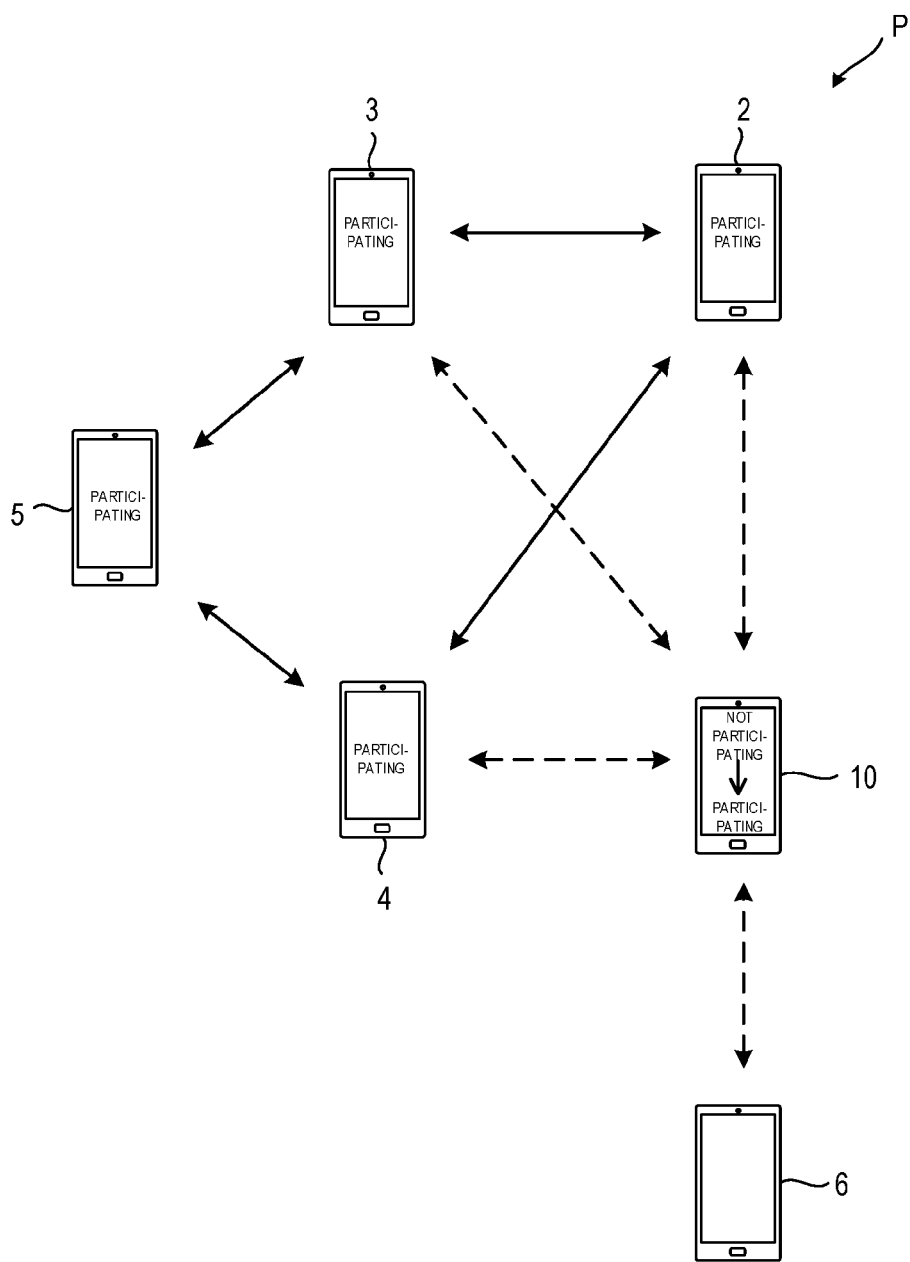 P
3
2
PARTICI-
PATING
PARTICI-
PATING
5
PARTICI-
PATING
PARTICI-
PATING
4
NOT
PARTICI-
PATING
PARTICI-
PATING
10
6